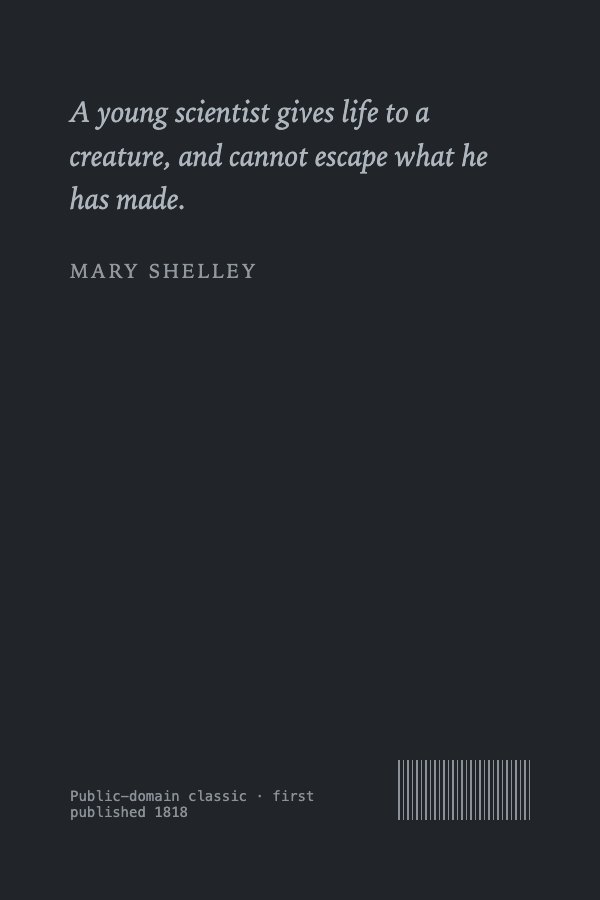 A young scientist gives life to a
creature, and cannot escape what he
has made.
MARY SHELLEY
Public-domain classic · first
published 1818